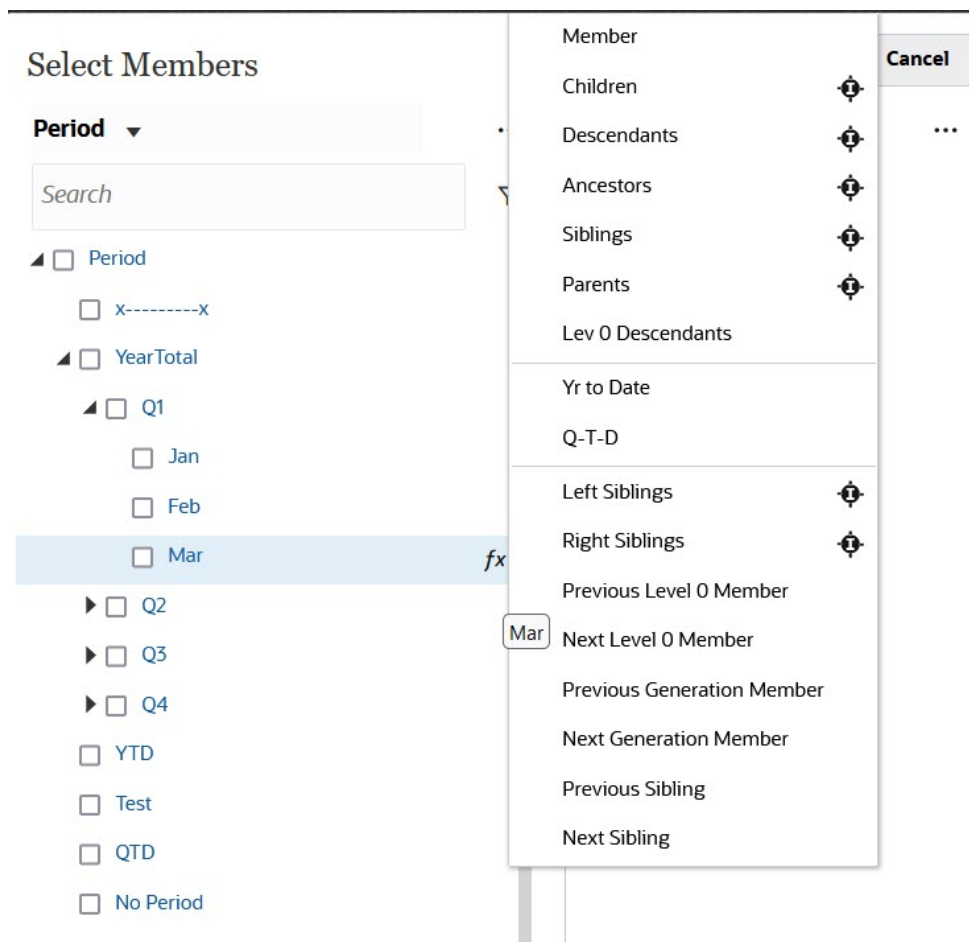 Select Members
Cancel
Period
Search
Period
x---------x
YearTotal
Q1
Jan
Feb
Mar
fx
Q2
Q3
Q4
YTD
Test
QTD
No Period
Member
Children
Descendants
Ancestors
Siblings
Parents
Lev 0 Descendants
Yr to Date
Q-T-D
Left Siblings
Right Siblings
Previous Level 0 Member
Mar
Next Level 0 Member
Previous Generation Member
Next Generation Member
Previous Sibling
Next Sibling